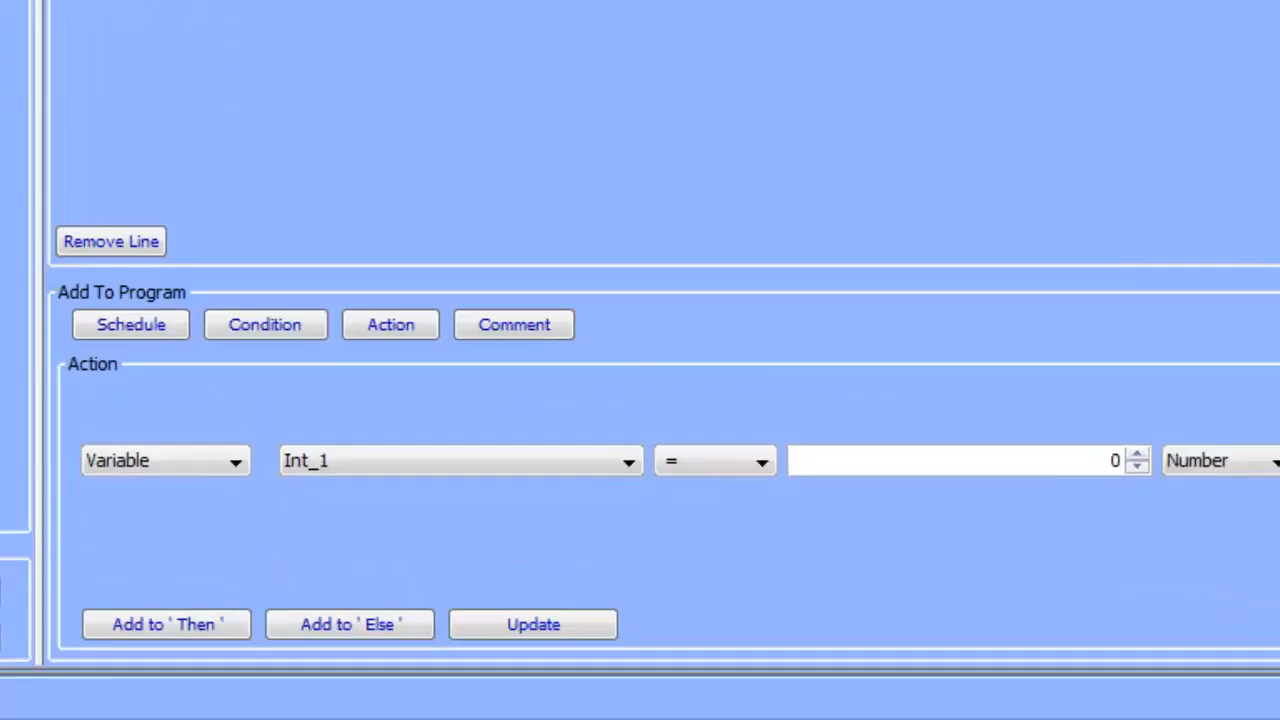 Remove Line
Add To Program
Schedule Condition Action Comment
Action
Variable Int_1 = 0 Number
Add to ' Then ' Add to ' Else ' Update